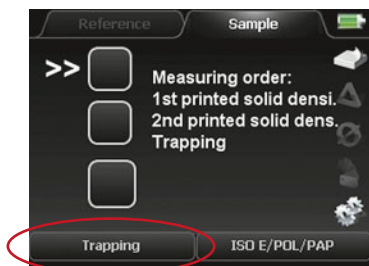 Reference
Sample
>>
Measuring order:
1st printed solid densi.
2nd printed solid dens.
Trapping
Trapping
ISO E/POL/PAP